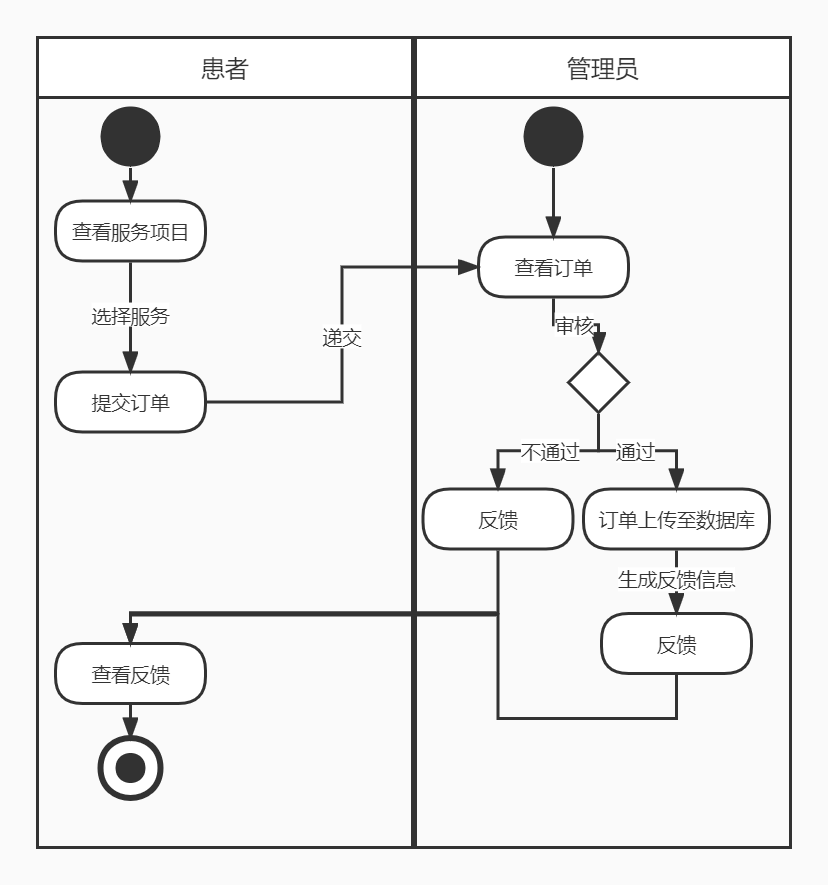 患者
管理员
查看服务项目
查看订单
选择服务
审核
递交
提交订单
不通过
通过
反馈
订单上传至数据库
生成反馈信息
反馈
查看反馈